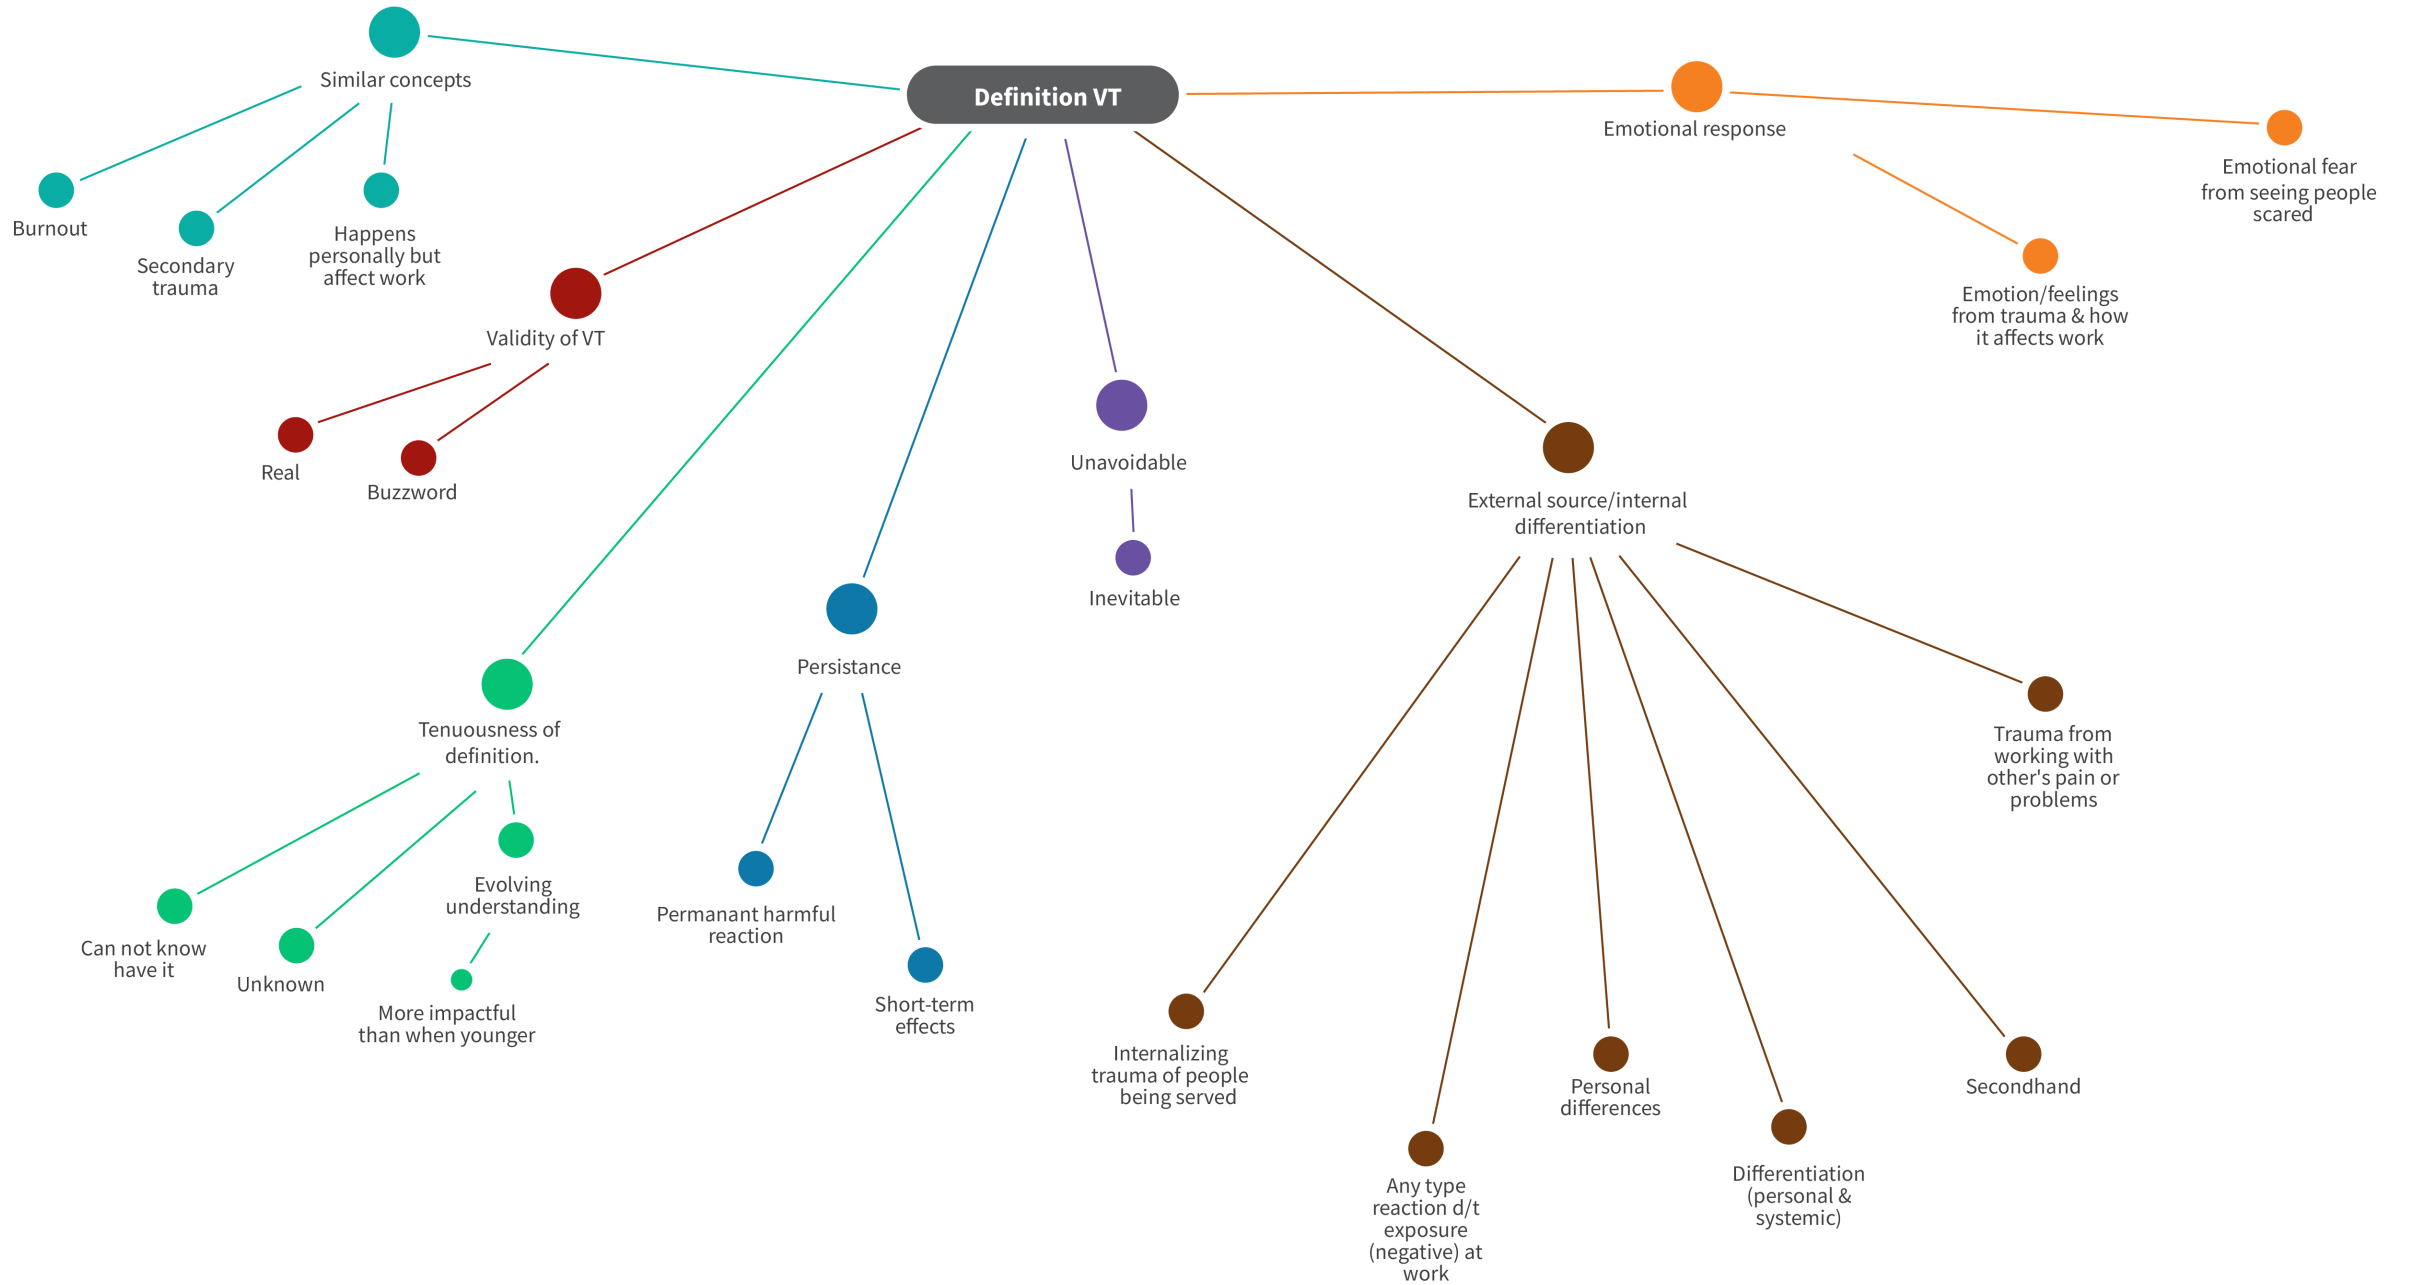 Definition VT
Similar concepts
Burnout
Secondary
trauma
Happens
personally but
affect work
Validity of VT
Real
Buzzword
Tenuousness of
definition.
Can not know
have it
Unknown
Evolving
understanding
More impactful
than when younger
Persistance
Permanant harmful
reaction
Short-term
effects
Unavoidable
Inevitable
External source/internal
differentiation
Internalizing
trauma of people
being served
Any type
reaction d/t
exposure
(negative) at
work
Personal
differences
Differentiation
(personal &
systemic)
Secondhand
Trauma from
working with
other's pain or
problems
Emotional response
Emotion/feelings
from trauma & how
it affects work
Emotional fear
from seeing people
scared